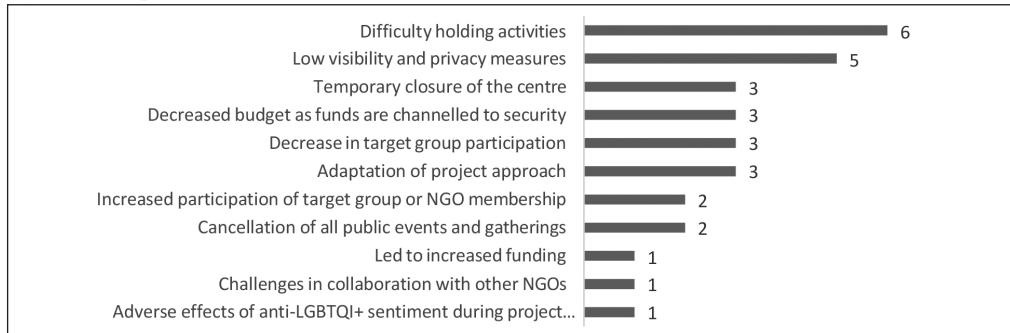 Difficulty holding activities 6
Low visibility and privacy measures 5
Temporary closure of the centre 3
Decreased budget as funds are channelled to security 3
Decrease in target group participation 3
Adaptation of project approach 3
Increased participation of target group or NGO membership 2
Cancellation of all public events and gatherings 2
Led to increased funding 1
Challenges in collaboration with other NGOs 1
Adverse effects of anti-LGBTQI+ sentiment during project... 1